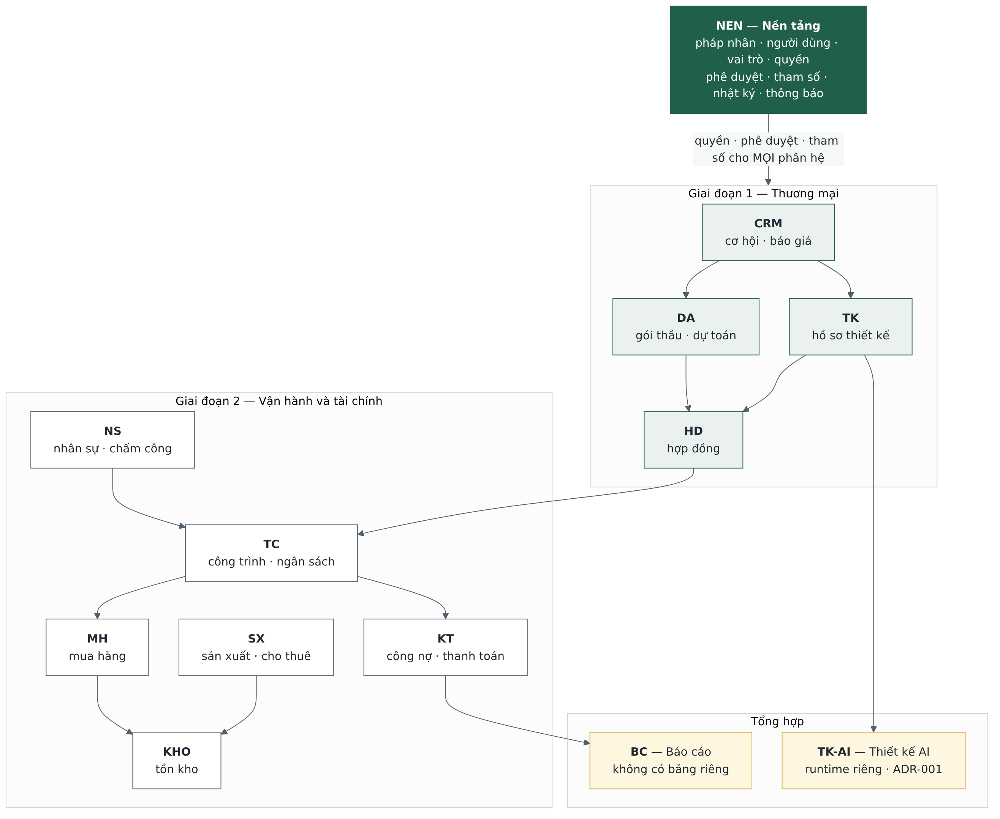 NEN — Nền tảng
pháp nhân · người dùng ·
vai trò · quyền
phê duyệt · tham số ·
nhật ký · thông báo
quyền · phê duyệt · tham
số cho MỌI phân hệ
Giai đoạn 1 — Thương mại
CRM
cơ hội · báo giá
DA
gói thầu · dự toán
TK
hồ sơ thiết kế
HD
hợp đồng
Giai đoạn 2 — Vận hành và tài chính
NS
nhân sự · chấm công
TC
công trình · ngân sách
MH
mua hàng
SX
sản xuất · cho thuê
KT
công nợ · thanh toán
KHO
tồn kho
Tổng hợp
BC — Báo cáo
không có bảng riêng
TK-AI — Thiết kế AI
runtime riêng · ADR-001